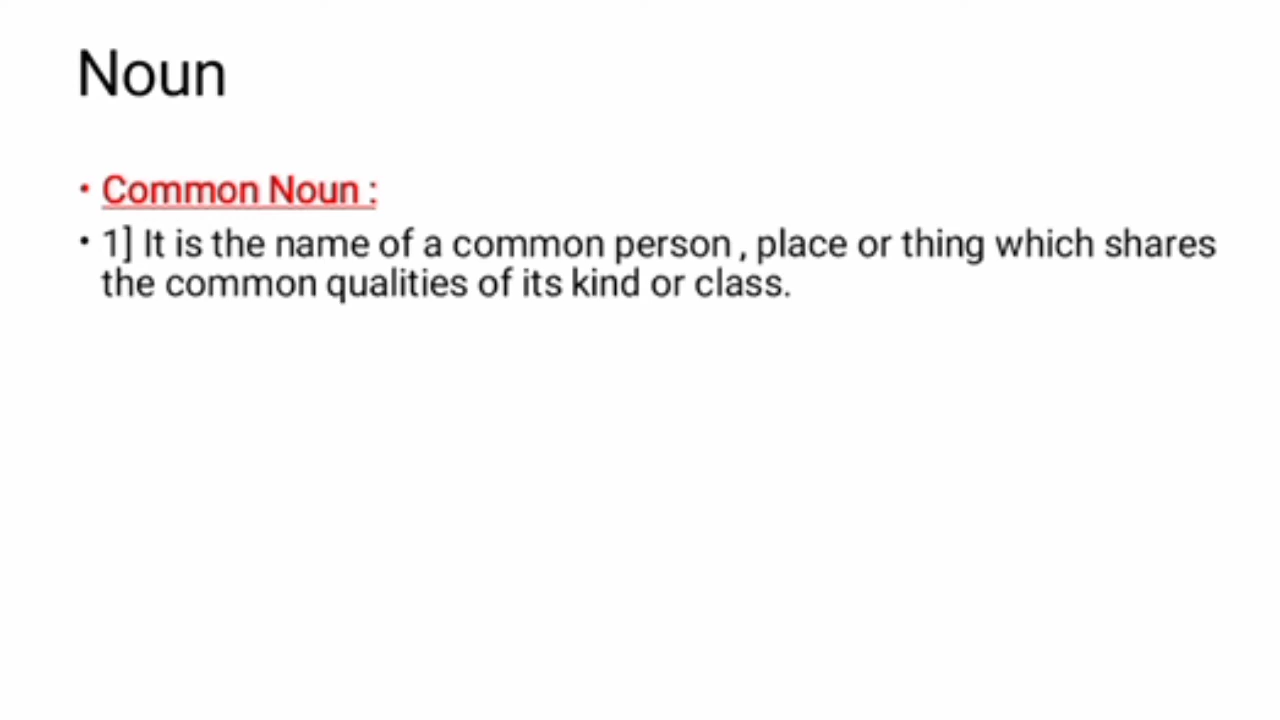 Noun
• Common Noun :
• 1] It is the name of a common person , place or thing which shares
the common qualities of its kind or class.